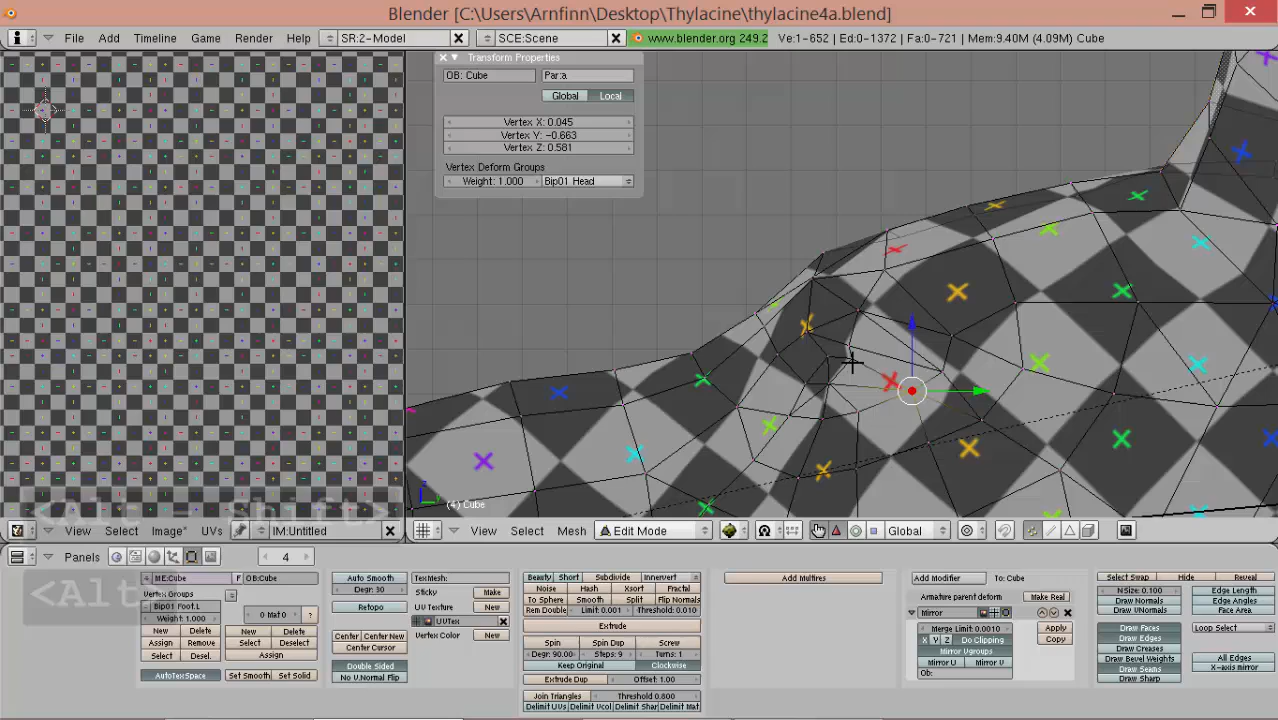 Blender [C:\Users\Arnfinn\Desktop\Thylacine\thylacine4a.blend]
File Add Timeline Game Render Help SR:2-Model SCE:Scene www.blender.org 249.2 Ve:1-652 | Ed:0-1372 | Fa:0-721 | Mem:9.40M (4.09M) Cube
Transform Properties
OB: Cube Par:a
Global Local
Vertex X: 0.045
Vertex Y: -0.663
Vertex Z: 0.581
Vertex Deform Groups
Weight: 1.000 Bip01 Head
<Alt - shift>
(4) Cube
View Select Image* UVs IM:Untitled View Select Mesh Edit Mode Global
Panels 4
ME:Cube F OB:Cube
Vertex Groups
Bip01 Foot.L
Weight: 1.000
New Delete
Assign Remove
Select Desel.
AutoTexSpace
0 Mat 0 ?
New Delete
Select Deselect
Assign
Set Smooth Set Solid
<Alt>
Auto Smooth
Degr: 30
Retopo
Center Center New
Center Cursor
Double Sided
No V.Normal Flip
TexMesh:
Sticky Make
UV Texture New
UVTex
Vertex Color New
Beauty Short Subdivide Innervert
Noise Hash Xsort Fractal
To Sphere Smooth Split Flip Normals
Rem Double Limit: 0.001 Threshold: 0.010
Extrude
Spin Spin Dup Screw
Degr: 90.00 Steps: 9 Turns: 1
Keep Original Clockwise
Extrude Dup Offset: 1.00
Join Triangles Threshold 0.800
Delimit UVs Delimit Vcol Delimit Shar Delimit Mat
Add Multires
Add Modifier To: Cube
Armature parent deform Make Real
Mirror
Merge Limit: 0.0010 Apply
X Y Z Do Clipping Copy
Mirror Vgroups
Mirror U Mirror V
Ob:
Select Swap Hide Reveal
NSize: 0.100
Draw Normals
Draw VNormals
Draw Faces
Draw Edges
Draw Creases
Draw Bevel Weights
Draw Seams
Draw Sharp
Edge Length
Edge Angles
Face Area
Loop Select
All Edges
X-axis mirror